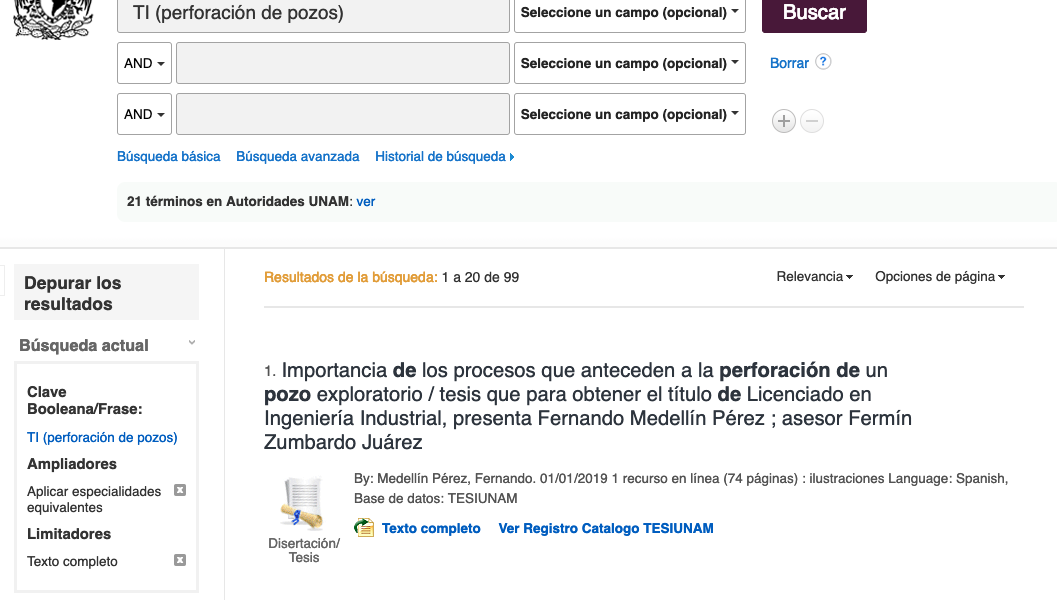 TI (perforación de pozos) Seleccione un campo (opcional) Buscar
AND Seleccione un campo (opcional) Borrar ?
AND Seleccione un campo (opcional)
Búsqueda básica Búsqueda avanzada Historial de búsqueda
21 términos en Autoridades UNAM: ver
Depurar los
resultados
Búsqueda actual
Clave
Booleana/Frase:
TI (perforación de pozos)
Ampliadores
Aplicar especialidades
equivalentes
Limitadores
Texto completo
Resultados de la búsqueda: 1 a 20 de 99 Relevancia Opciones de página
1. Importancia de los procesos que anteceden a la perforación de un
pozo exploratorio / tesis que para obtener el título de Licenciado en
Ingeniería Industrial, presenta Fernando Medellín Pérez ; asesor Fermín
Zumbardo Juárez
By: Medellín Pérez, Fernando. 01/01/2019 1 recurso en línea (74 páginas) : ilustraciones Language: Spanish,
Base de datos: TESIUNAM
Texto completo Ver Registro Catalogo TESIUNAM
Disertación/
Tesis